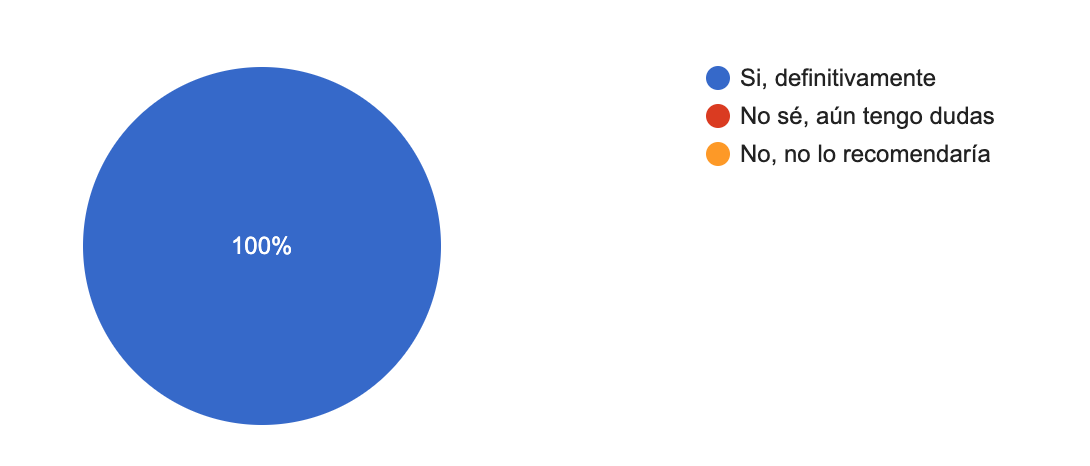 100%
Si, definitivamente
No sé, aún tengo dudas
No, no lo recomendaría